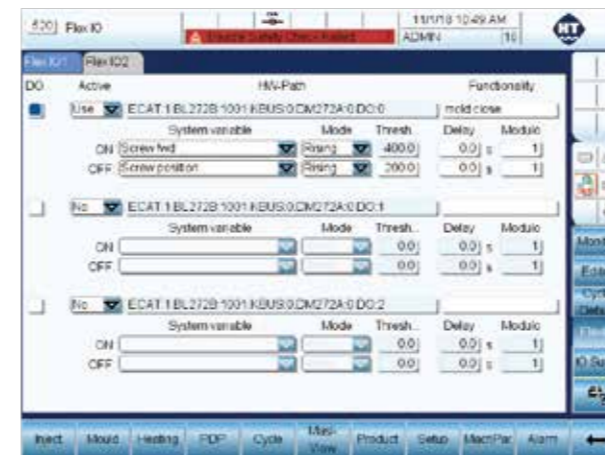 520 Flex IO
11/1/18 10:49 AM
ADMIN 16
HT
Flex IO1 Flex IO2
DO Active HW-Path Functionality
Use ECAT:1:BL272B:1001:KBUS:0:DM272A:0:DO:0 mold close
System variable Mode Thresh.. Delay Modulo
ON Screw fwd Rising 400.0 0.0 s 1
OFF Screw position Rising 200.0 0.0 s 1
No ECAT:1:BL272B:1001:KBUS:0:DM272A:0:DO:1
System variable Mode Thresh.. Delay Modulo
ON 0.0 0.0 s 1
OFF 0.0 0.0 s 1
No ECAT:1:BL272B:1001:KBUS:0:DM272A:0:DO:2
System variable Mode Thresh.. Delay Modulo
ON 0.0 0.0 s 1
OFF 0.0 0.0 s 1
Inject Mould Heating PDP Cycle Product Setup MachPar. Alarm